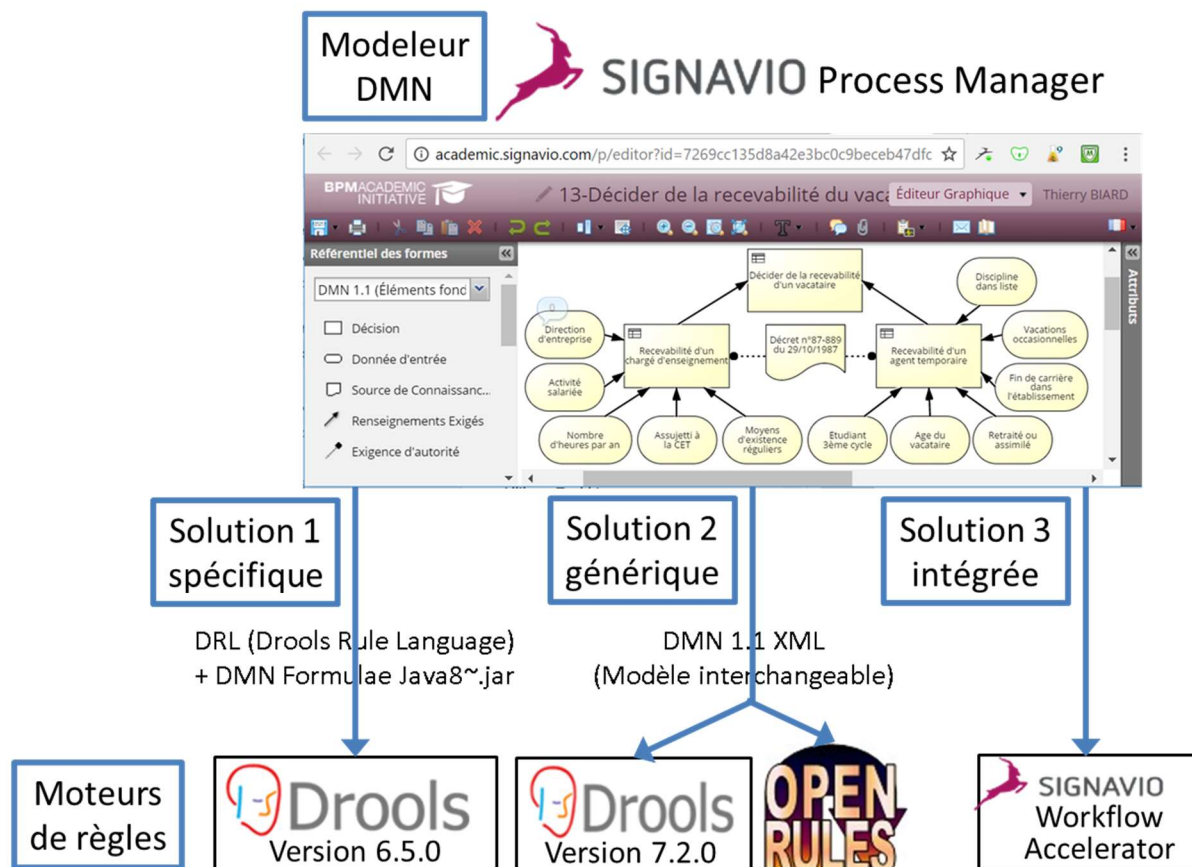 Modeleur
DMN
SIGNAVIO Process Manager
academic.signavio.com/p/editor?id=7269cc135d8a42e3bc0c9beceb47dfc
BPMACADEMIC
INITIATIVE
13-Décider de la recevabilité du vaca
Éditeur Graphique
Thierry BIARD
Référentiel des formes
DMN 1.1 (Éléments fond
Décision
Donnée d'entrée
Source de Connaissanc...
Renseignements Exigés
Exigence d'autorité
Attributs
0
Décider de la recevabilité
d'un vacataire
Discipline
dans liste
Direction
d'entreprise
Recevabilité d'un
chargé d'enseignement
Décret n°87-889
du 29/10/1987
Recevabilité d'un
agent temporaire
Vacations
occasionnelles
Activité
salariée
Fin de carrière
dans
l'établissement
Nombre
d'heures par an
Assujetti à
la CET
Moyens
d'existence
réguliers
Etudiant
3ème cycle
Age du
vacataire
Retraité ou
assimilé
Solution 1
spécifique
Solution 2
générique
Solution 3
intégrée
DRL (Drools Rule Language)
+ DMN Formulae Java8~.jar
DMN 1.1 XML
(Modèle interchangeable)
Moteurs
de règles
Drools
Version 6.5.0
Drools
Version 7.2.0
OPEN
RULES
SIGNAVIO
Workflow
Accelerator